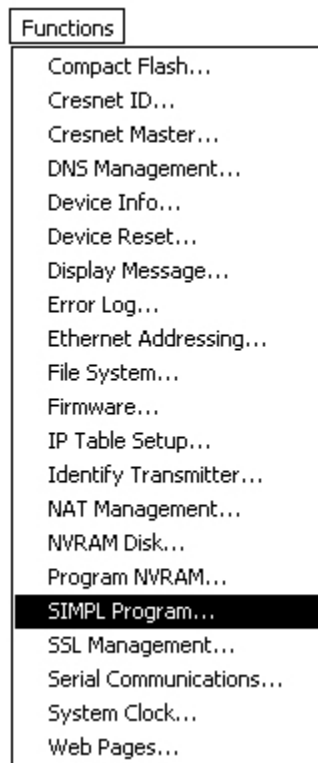 Functions
Compact Flash...
Cresnet ID...
Cresnet Master...
DNS Management...
Device Info...
Device Reset...
Display Message...
Error Log...
Ethernet Addressing...
File System...
Firmware...
IP Table Setup...
Identify Transmitter...
NAT Management...
NVRAM Disk...
Program NVRAM...
SIMPL Program...
SSL Management...
Serial Communications...
System Clock...
Web Pages...